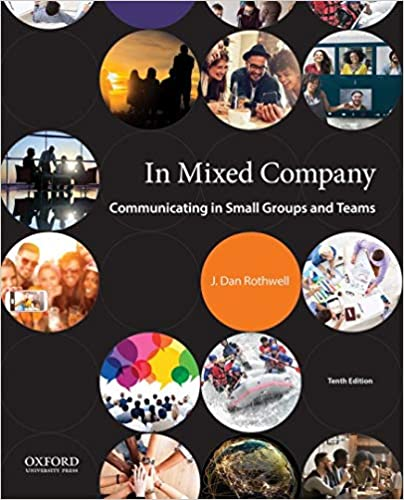 In Mixed Company
Communicating in Small Groups and Teams
J. Dan Rothwell
Tenth Edition
OXFORD
UNIVERSITY PRESS